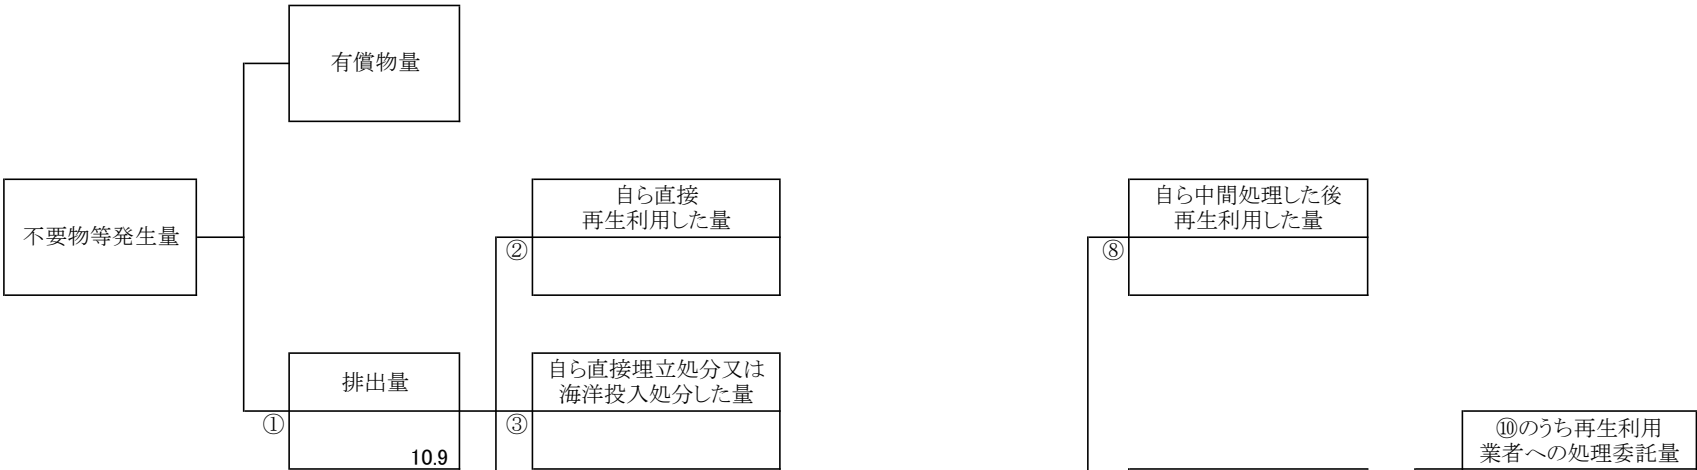 有償物量
不要物等発生量
自ら直接
再生利用した量
②
自ら中間処理した後
再生利用した量
⑧
排出量
①
10.9
自ら直接埋立処分又は
海洋投入処分した量
③
⑩のうち再生利用
業者への処理委託量